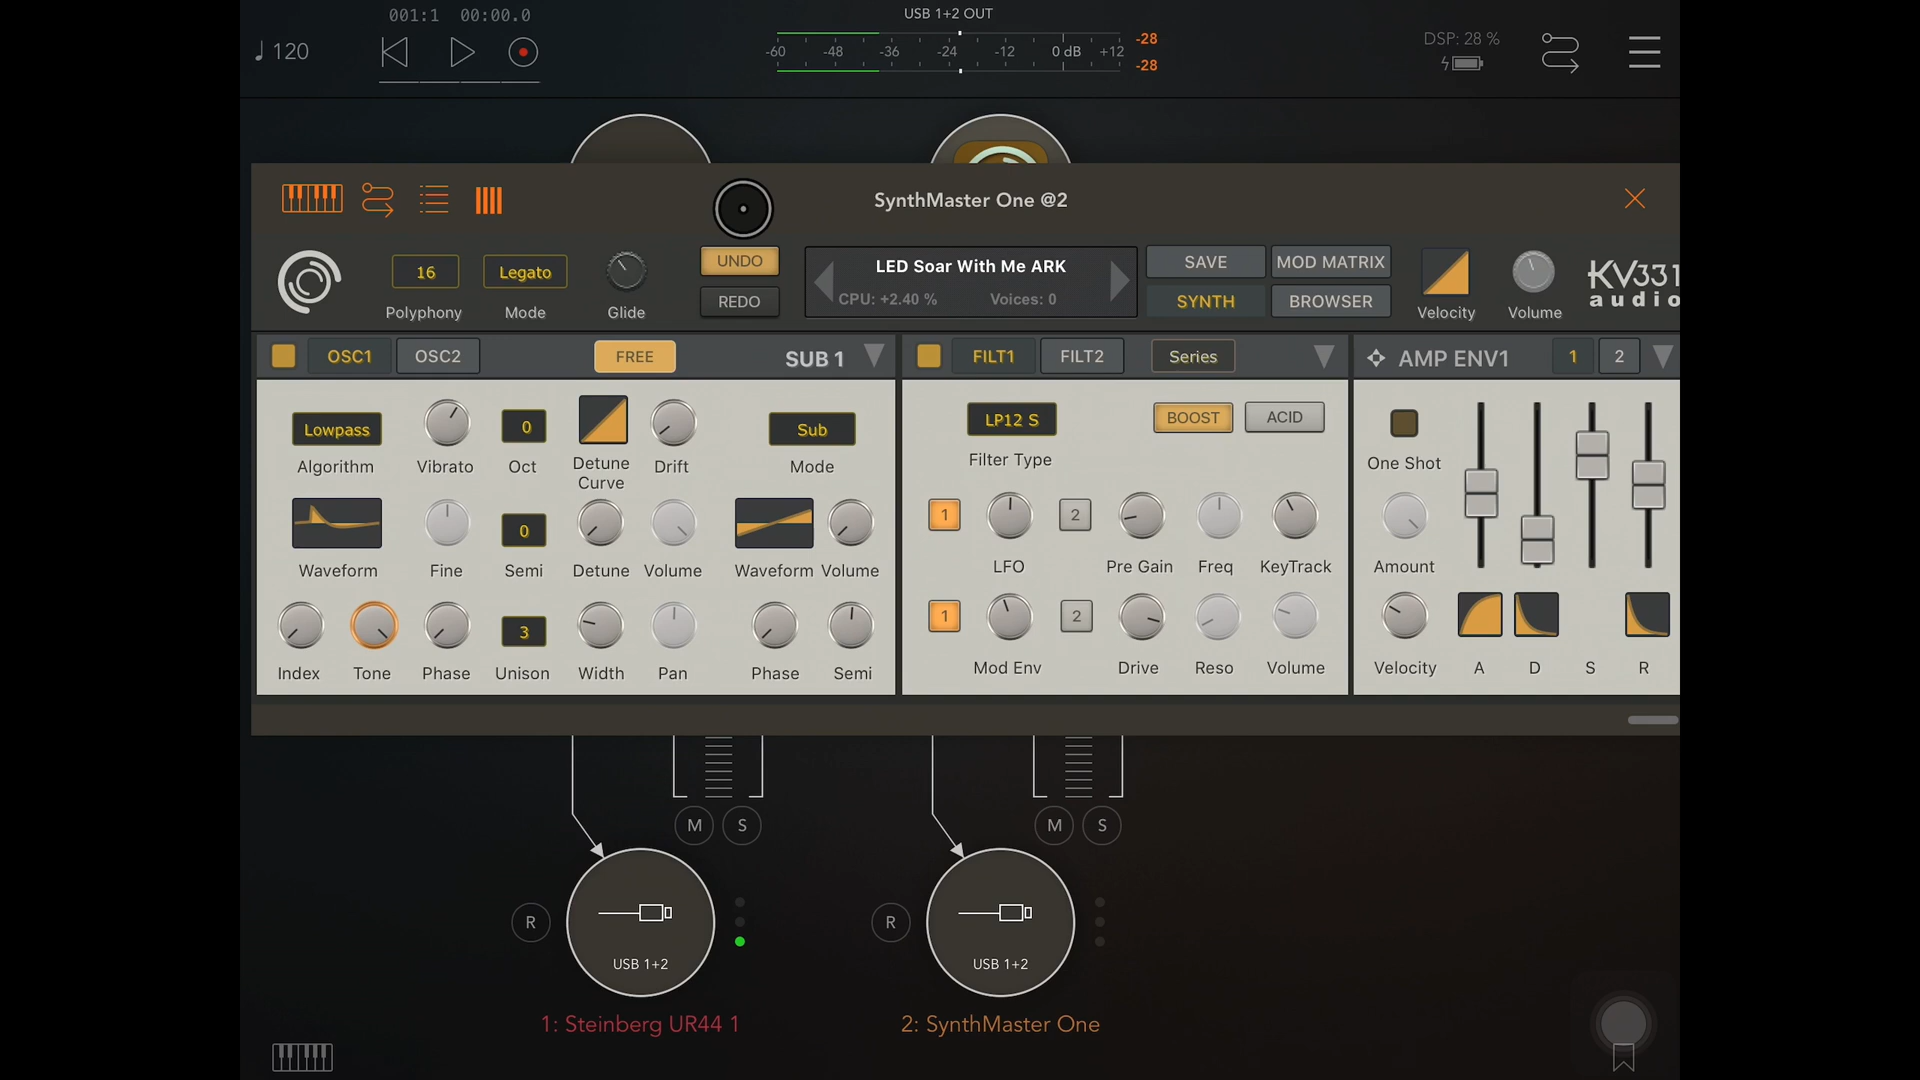 001:1 00:00.0
USB 1+2 OUT
♩ 120
-60 -48 -36 -24 -12 0 dB +12
-28
-28
DSP: 28 %
SynthMaster One @2
16
Polyphony
Legato
Mode
Glide
UNDO
REDO
LED Soar With Me ARK
CPU: +2.40 % Voices: 0
SAVE
MOD MATRIX
SYNTH
BROWSER
Velocity
Volume
KV331
audio
OSC1 OSC2 FREE SUB 1
FILT1 FILT2 Series
AMP ENV1 1 2
Lowpass
Algorithm
Vibrato
0
Oct
Detune
Curve
Drift
Sub
Mode
Waveform
Fine
0
Semi
Detune
Volume
Waveform
Volume
Index
Tone
Phase
3
Unison
Width
Pan
Phase
Semi
LP12 S
Filter Type
BOOST
ACID
1
LFO
2
Pre Gain
Freq
KeyTrack
1
Mod Env
2
Drive
Reso
Volume
One Shot
Amount
Velocity
A
D
S
R
M S
M S
R
USB 1+2
R
USB 1+2
1: Steinberg UR44 1
2: SynthMaster One